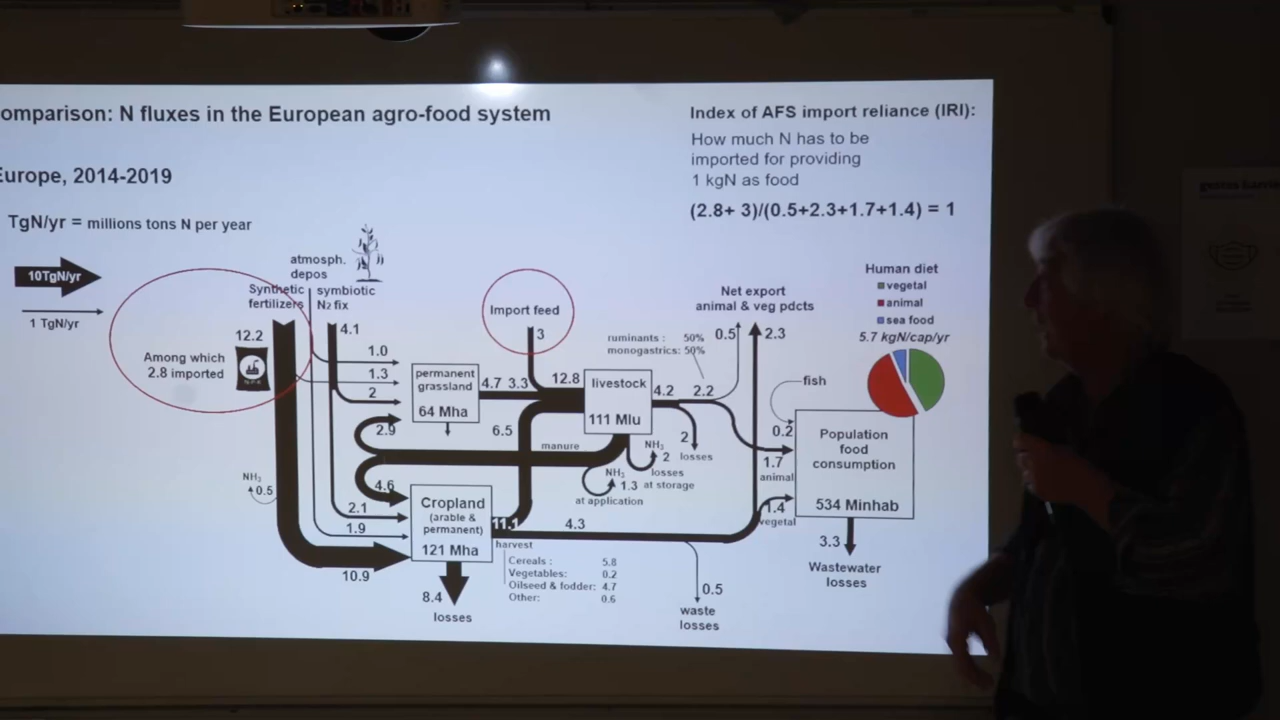 omparison: N fluxes in the European agro-food system
Europe, 2014-2019
TgN/yr = millions tons N per year
10TgN/yr
1 TgN/yr
Index of AFS import reliance (IRI):
How much N has to be
imported for providing
1 kgN as food
(2.8+ 3)/(0.5+2.3+1.7+1.4) = 1
atmosph.
depos
Synthetic
fertilizers
symbiotic
N2 fix
12.2
Among which
2.8 imported
4.1
1.0
1.3
2
permanent
grassland
64 Mha
4.7
3.3
Import feed
3
12.8
livestock
111 Mlu
ruminants : 50%
monogastrics: 50%
4.2
2.2
0.5
2.3
Net export
animal & veg pdcts
Human diet
vegetal
animal
sea food
5.7 kgN/cap/yr
fish
0.2
Population
food
consumption
534 Minhab
1.7
animal
1.4
vegetal
3.3
Wastewater
losses
2
losses
NH3
2
losses
at storage
NH3
1.3
at application
manure
6.5
2.9
4.6
NH3
0.5
2.1
1.9
10.9
Cropland
(arable &
permanent)
121 Mha
8.4
losses
11.1
harvest
4.3
Cereals : 5.8
Vegetables: 0.2
Oilseed & fodder: 4.7
Other: 0.6
0.5
waste
losses